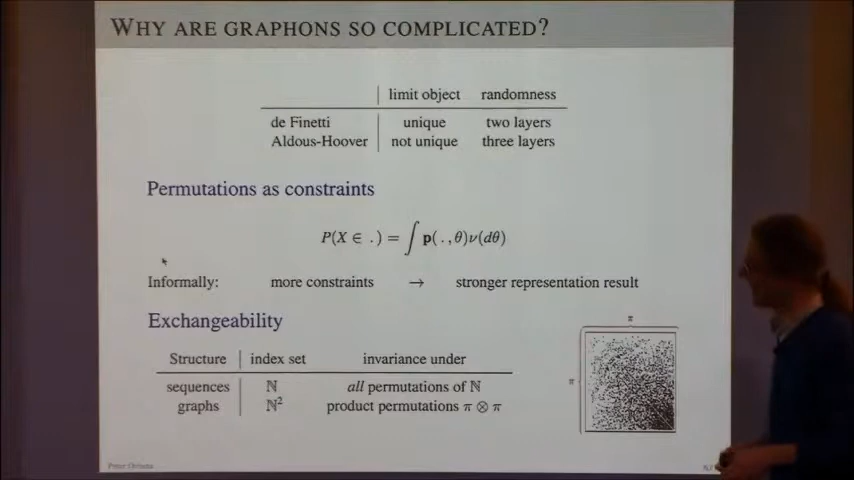 WHY ARE GRAPHONS SO COMPLICATED?
limit object randomness
de Finetti unique two layers
Aldous-Hoover not unique three layers
Permutations as constraints
P(X ∈ . ) = ∫ p( . , θ)ν(dθ)
Informally: more constraints → stronger representation result
Exchangeability
Structure index set invariance under
sequences ℕ all permutations of ℕ
graphs ℕ² product permutations π ⊗ π
π
π
Peter Orbanz